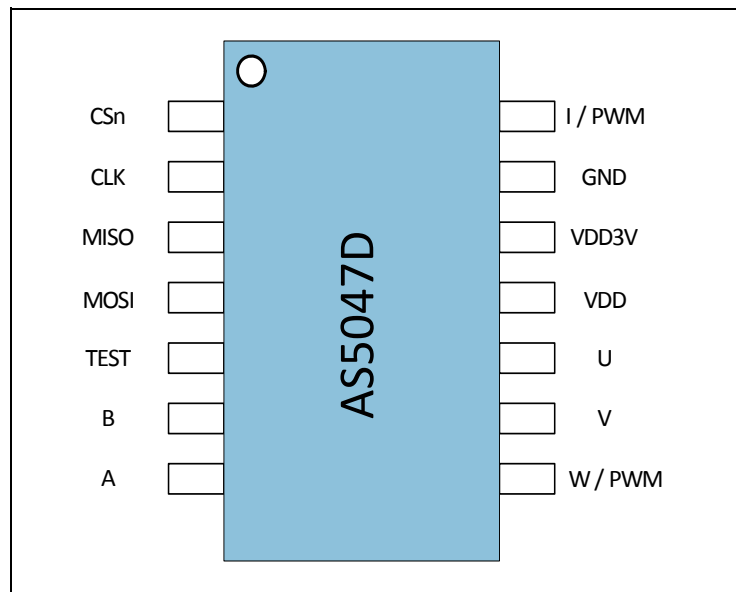 CSn
CLK
MISO
MOSI
TEST
B
A
AS5047D
I / PWM
GND
VDD3V
VDD
U
V
W / PWM